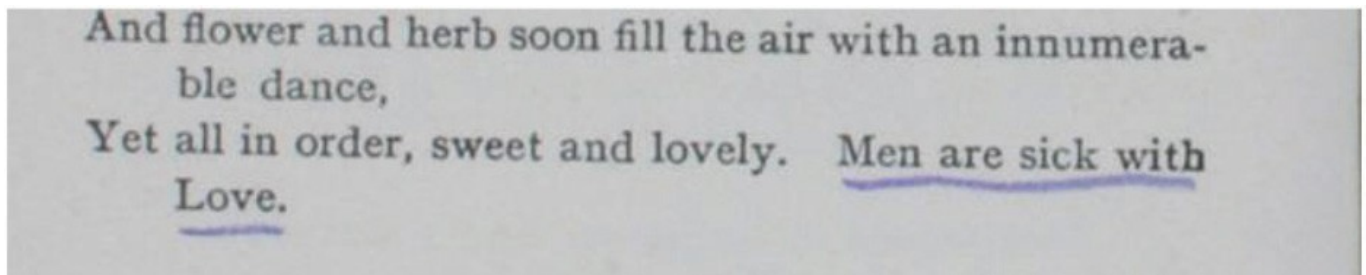 And flower and herb soon fill the air with an innumera-
ble dance,
Yet all in order, sweet and lovely. Men are sick with
Love.